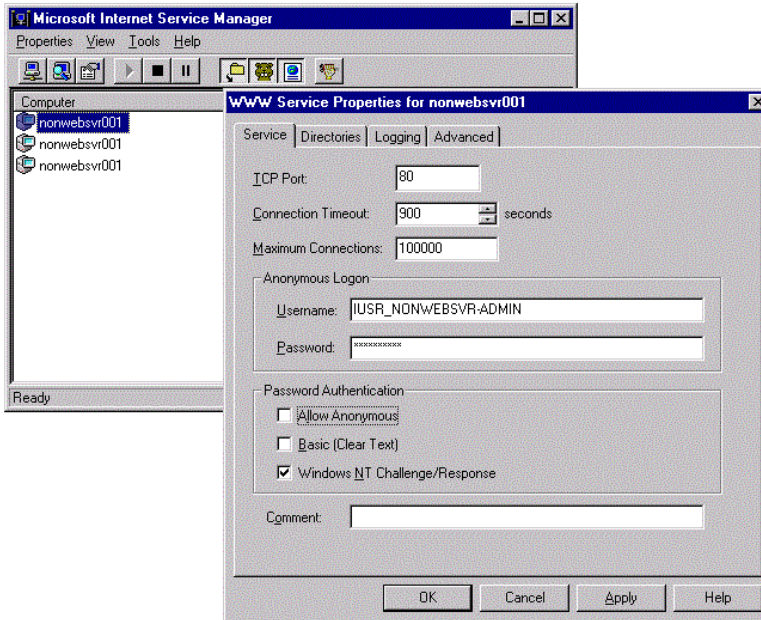 Microsoft Internet Service Manager
Properties View Tools Help
Computer
nonwebsvr001
nonwebsvr001
nonwebsvr001
Ready
WWW Service Properties for nonwebsvr001
Service Directories Logging Advanced
TCP Port: 80
Connection Timeout: 900 seconds
Maximum Connections: 100000
Anonymous Logon
Username: IUSR_NONWEBSVR-ADMIN
Password: xxxxxxxxxx
Password Authentication
Allow Anonymous
Basic (Clear Text)
Windows NT Challenge/Response
Comment:
OK Cancel Apply Help